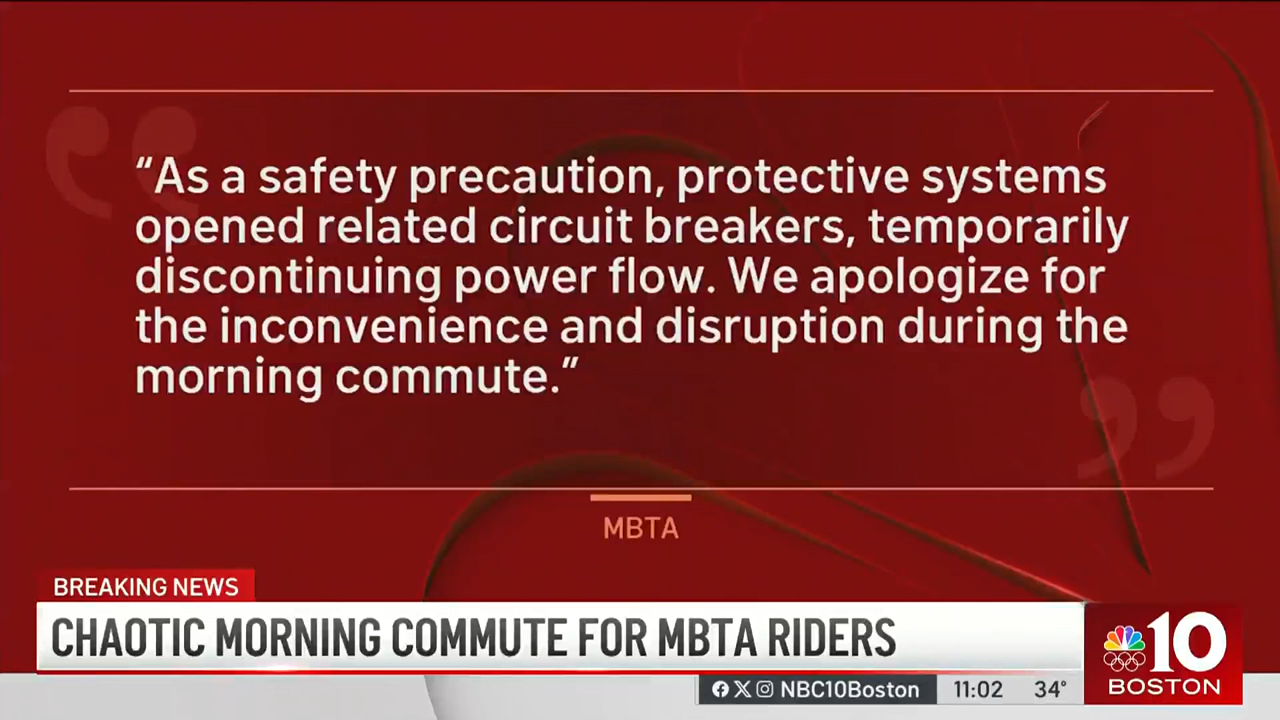 “As a safety precaution, protective systems
opened related circuit breakers, temporarily
discontinuing power flow. We apologize for
the inconvenience and disruption during the
morning commute.”
MBTA
BREAKING NEWS
CHAOTIC MORNING COMMUTE FOR MBTA RIDERS
10
BOSTON
NBC10Boston 11:02 34°